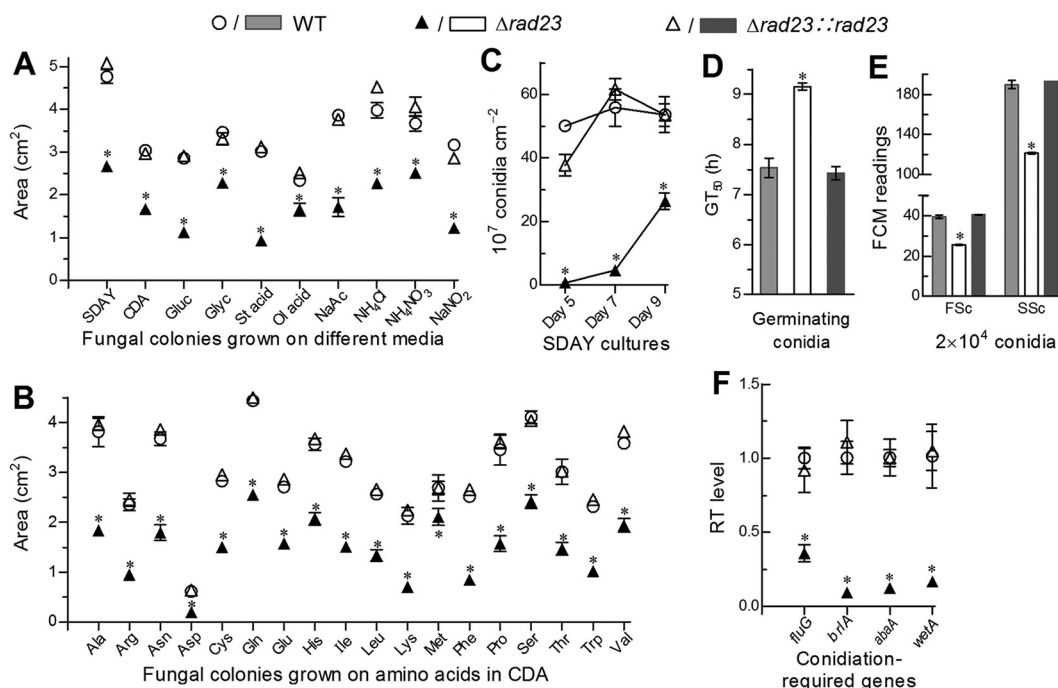 ○ / WT ▲ / Δrad23 △ / Δrad23::rad23
A
Area (cm²)
5
4
3
2
1
0
SDAY CDA Gluc Glyc St acid Ol acid NaAc NH₄Cl NH₄NO₃ NaNO₂
Fungal colonies grown on different media
* * * * * * * * * *
C
10⁷ conidia cm⁻²
80
60
40
20
0
Day 5 Day 7 Day 9
SDAY cultures
* * *
D
GT₅₀ (h)
9
8
7
6
5
Germinating
conidia
*
E
FCM readings
180
120
60
40
20
0
FSc SSc
2×10⁴ conidia
* *
B
Area (cm²)
4
3
2
1
0
Ala Arg Asn Asp Cys Gln Glu His Ile Leu Lys Met Phe Pro Ser Thr Trp Val
Fungal colonies grown on amino acids in CDA
* * * * * * * * * * * * * * * * * *
F
RT level
1.5
1.0
0.5
0.0
fluG brlA abaA wetA
Conidiation-
required genes
* * * *